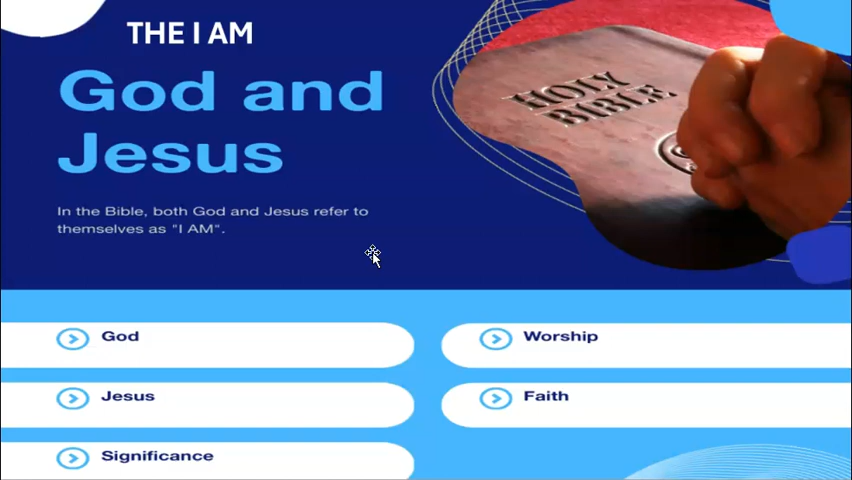 THE I AM
God and
Jesus
In the Bible, both God and Jesus refer to
themselves as "I AM".
HOLY
BIBLE
God
Worship
Jesus
Faith
Significance